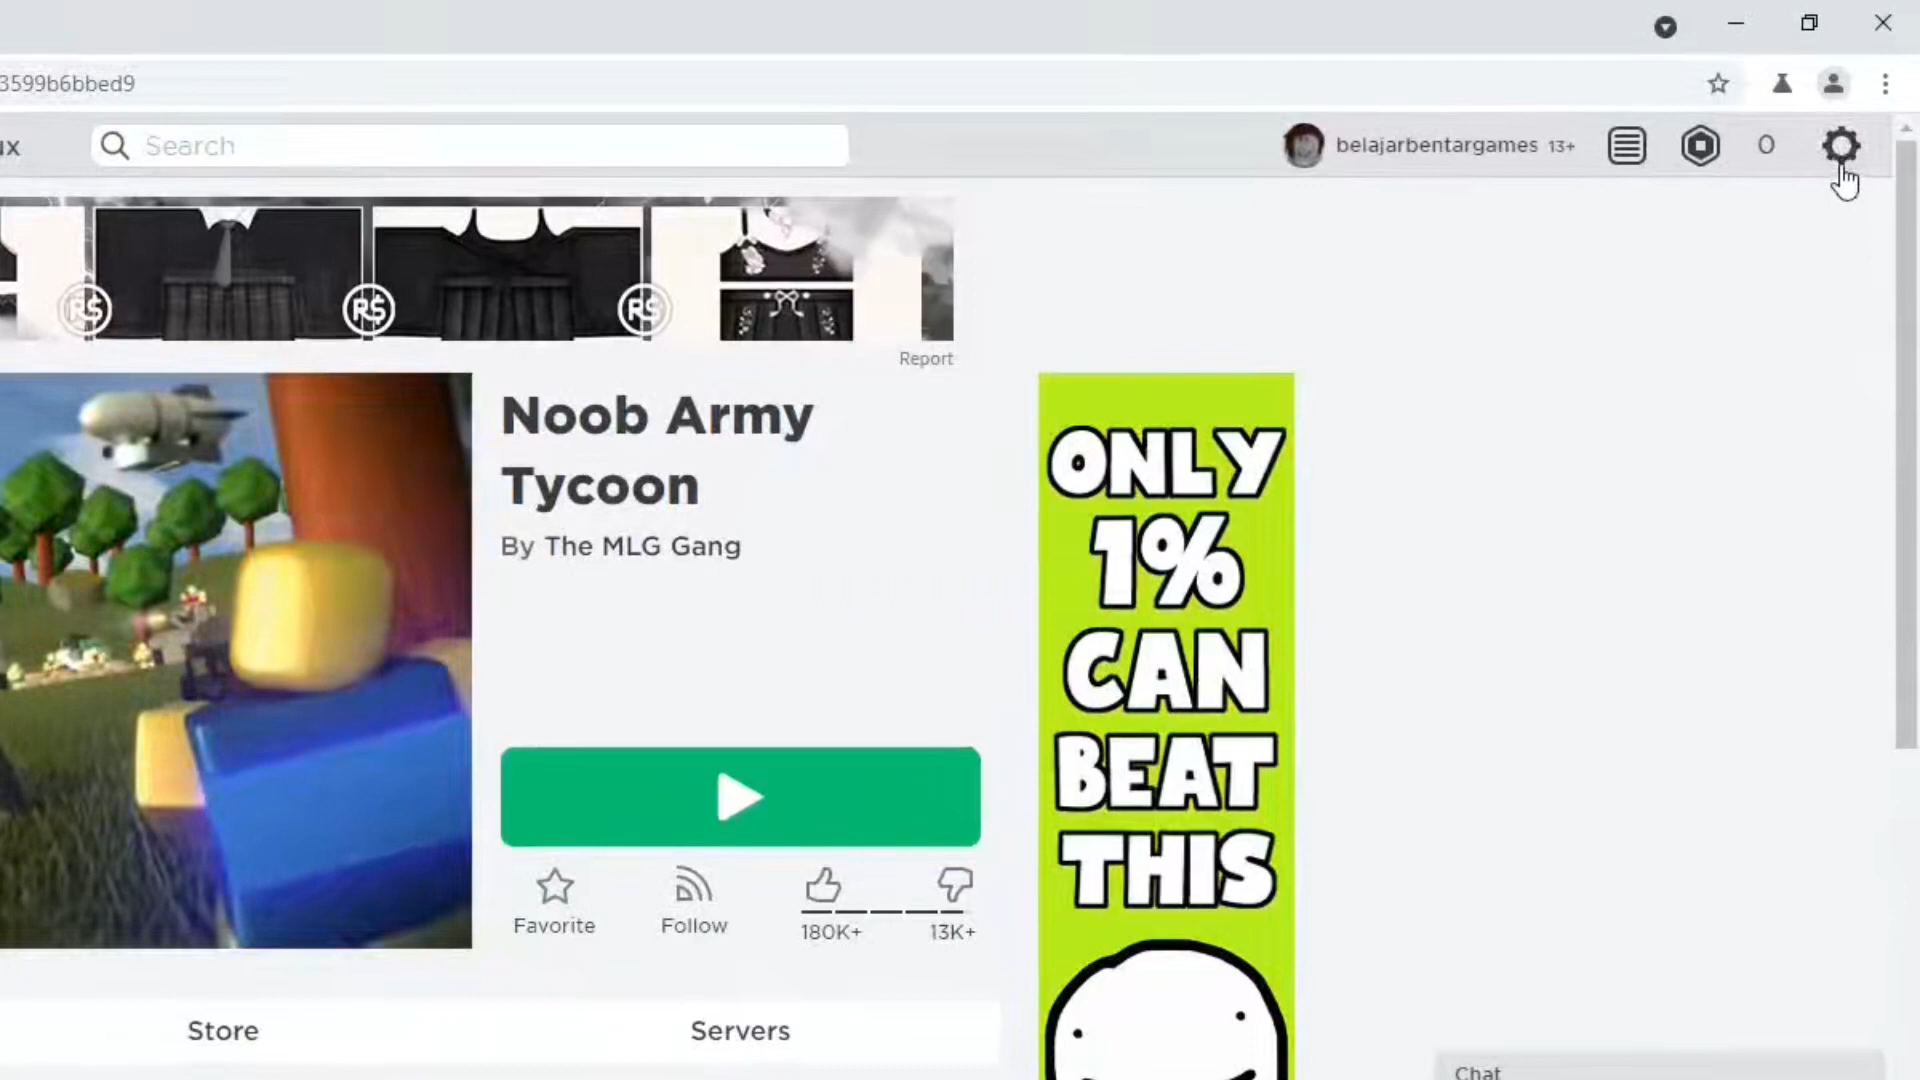 3599b6bbed9
ux
Search
belajarbentargames 13+
0
R$ R$ R$
Report
Noob Army
Tycoon
By The MLG Gang
Favorite
Follow
180K+
13K+
ONLY
1%
CAN
BEAT
THIS
Store
Servers
Chat